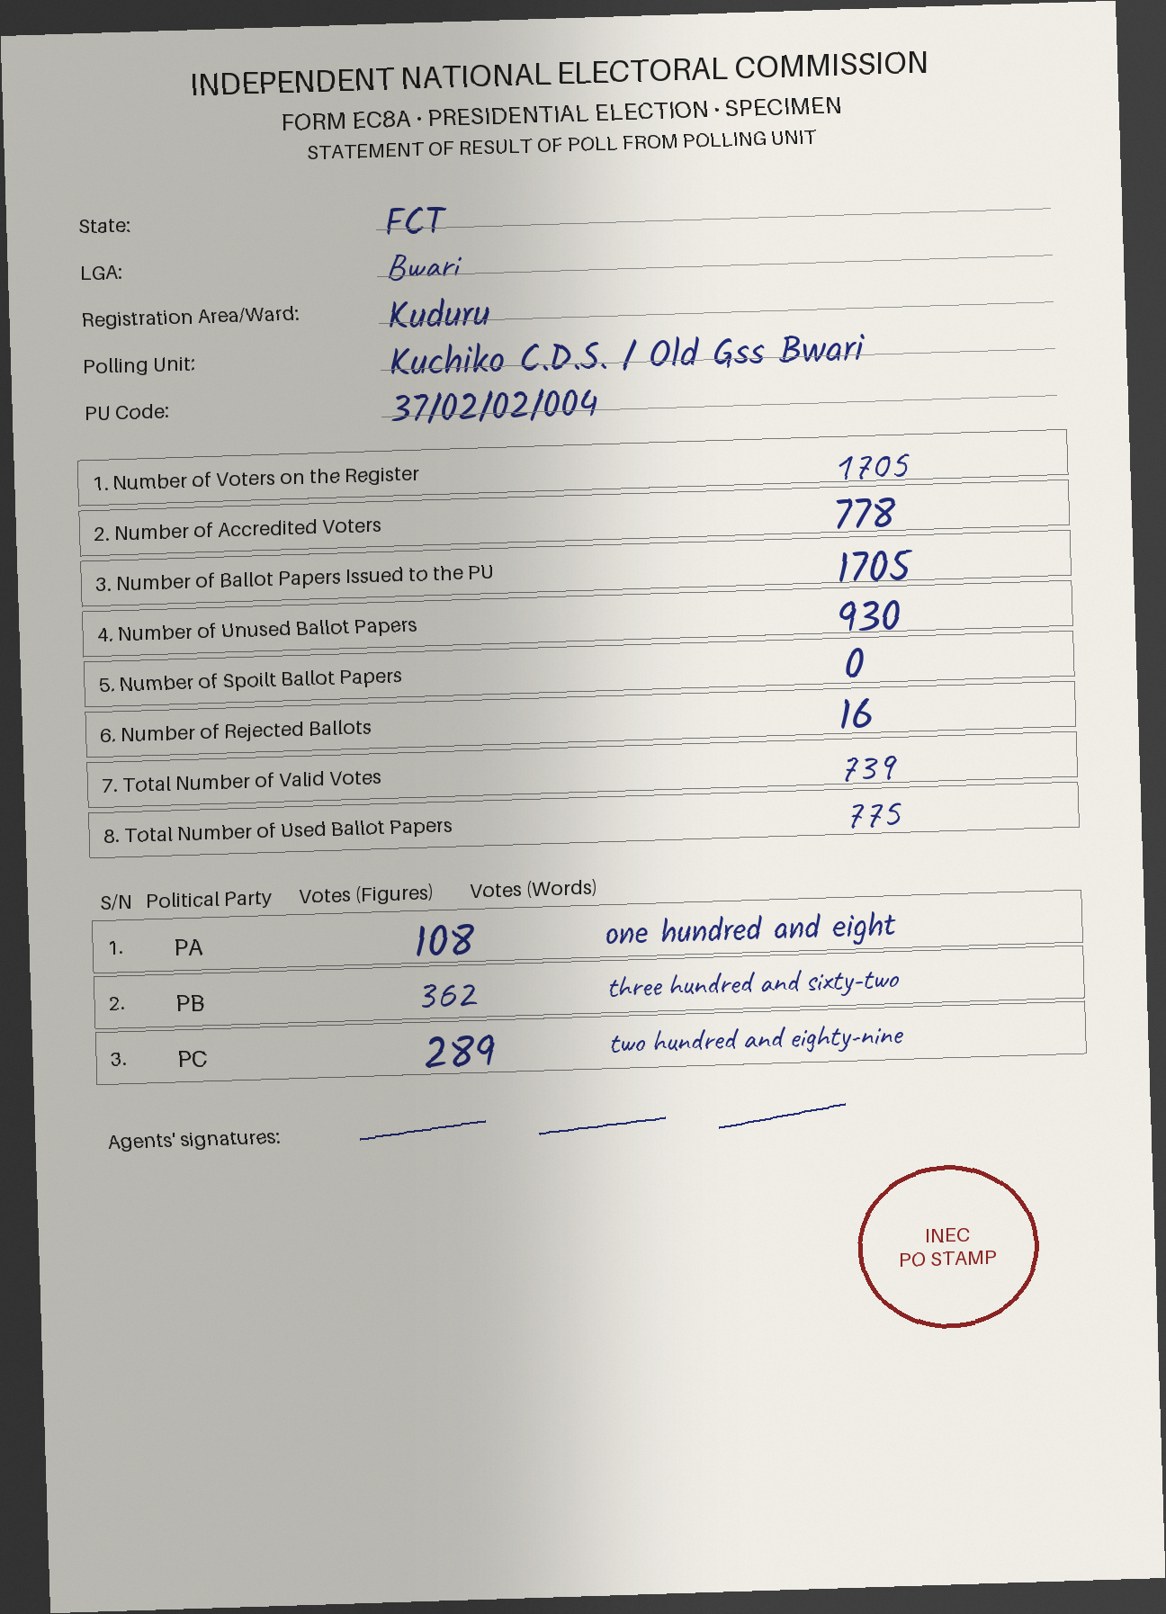 INDEPENDENT NATIONAL ELECTORAL COMMISSION
FORM EC8A · PRESIDENTIAL ELECTION · SPECIMEN
STATEMENT OF RESULT OF POLL FROM POLLING UNIT
State: FCT
LGA: Bwari
Registration Area/Ward: Kuduru
Polling Unit: Kuchiko C.D.S. / Old Gss Bwari
PU Code: 37/02/02/004
1. Number of Voters on the Register 1705
2. Number of Accredited Voters 778
3. Number of Ballot Papers Issued to the PU 1705
4. Number of Unused Ballot Papers 930
5. Number of Spoilt Ballot Papers 0
6. Number of Rejected Ballots 16
7. Total Number of Valid Votes 739
8. Total Number of Used Ballot Papers 775
S/N Political Party Votes (Figures) Votes (Words)
1. PA 108 one hundred and eight
2. PB 362 three hundred and sixty-two
3. PC 289 two hundred and eighty-nine
Agents' signatures:
INEC
PO STAMP